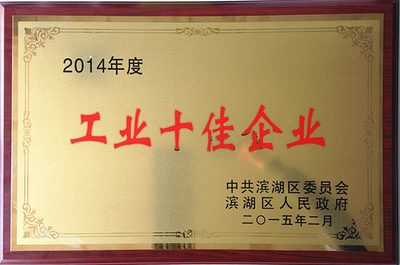 2014年度
工业十佳企业
中共滨湖区委员会
滨湖区人民政府
二〇一五年二月